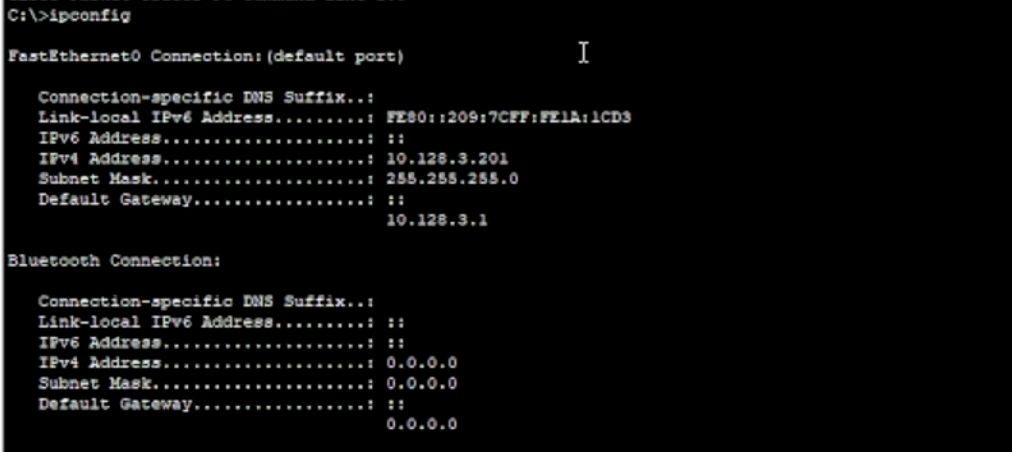 C:\>ipconfig
FastEthernet0 Connection:(default port)
Connection-specific DNS Suffix..:
Link-local IPv6 Address.........: FE80::209:7CFF:FE1A:1CD3
IPv6 Address....................: ::
IPv4 Address....................: 10.128.3.201
Subnet Mask.....................: 255.255.255.0
Default Gateway.................: ::
10.128.3.1
Bluetooth Connection:
Connection-specific DNS Suffix..:
Link-local IPv6 Address.........: ::
IPv6 Address....................: ::
IPv4 Address....................: 0.0.0.0
Subnet Mask.....................: 0.0.0.0
Default Gateway.................: ::
0.0.0.0